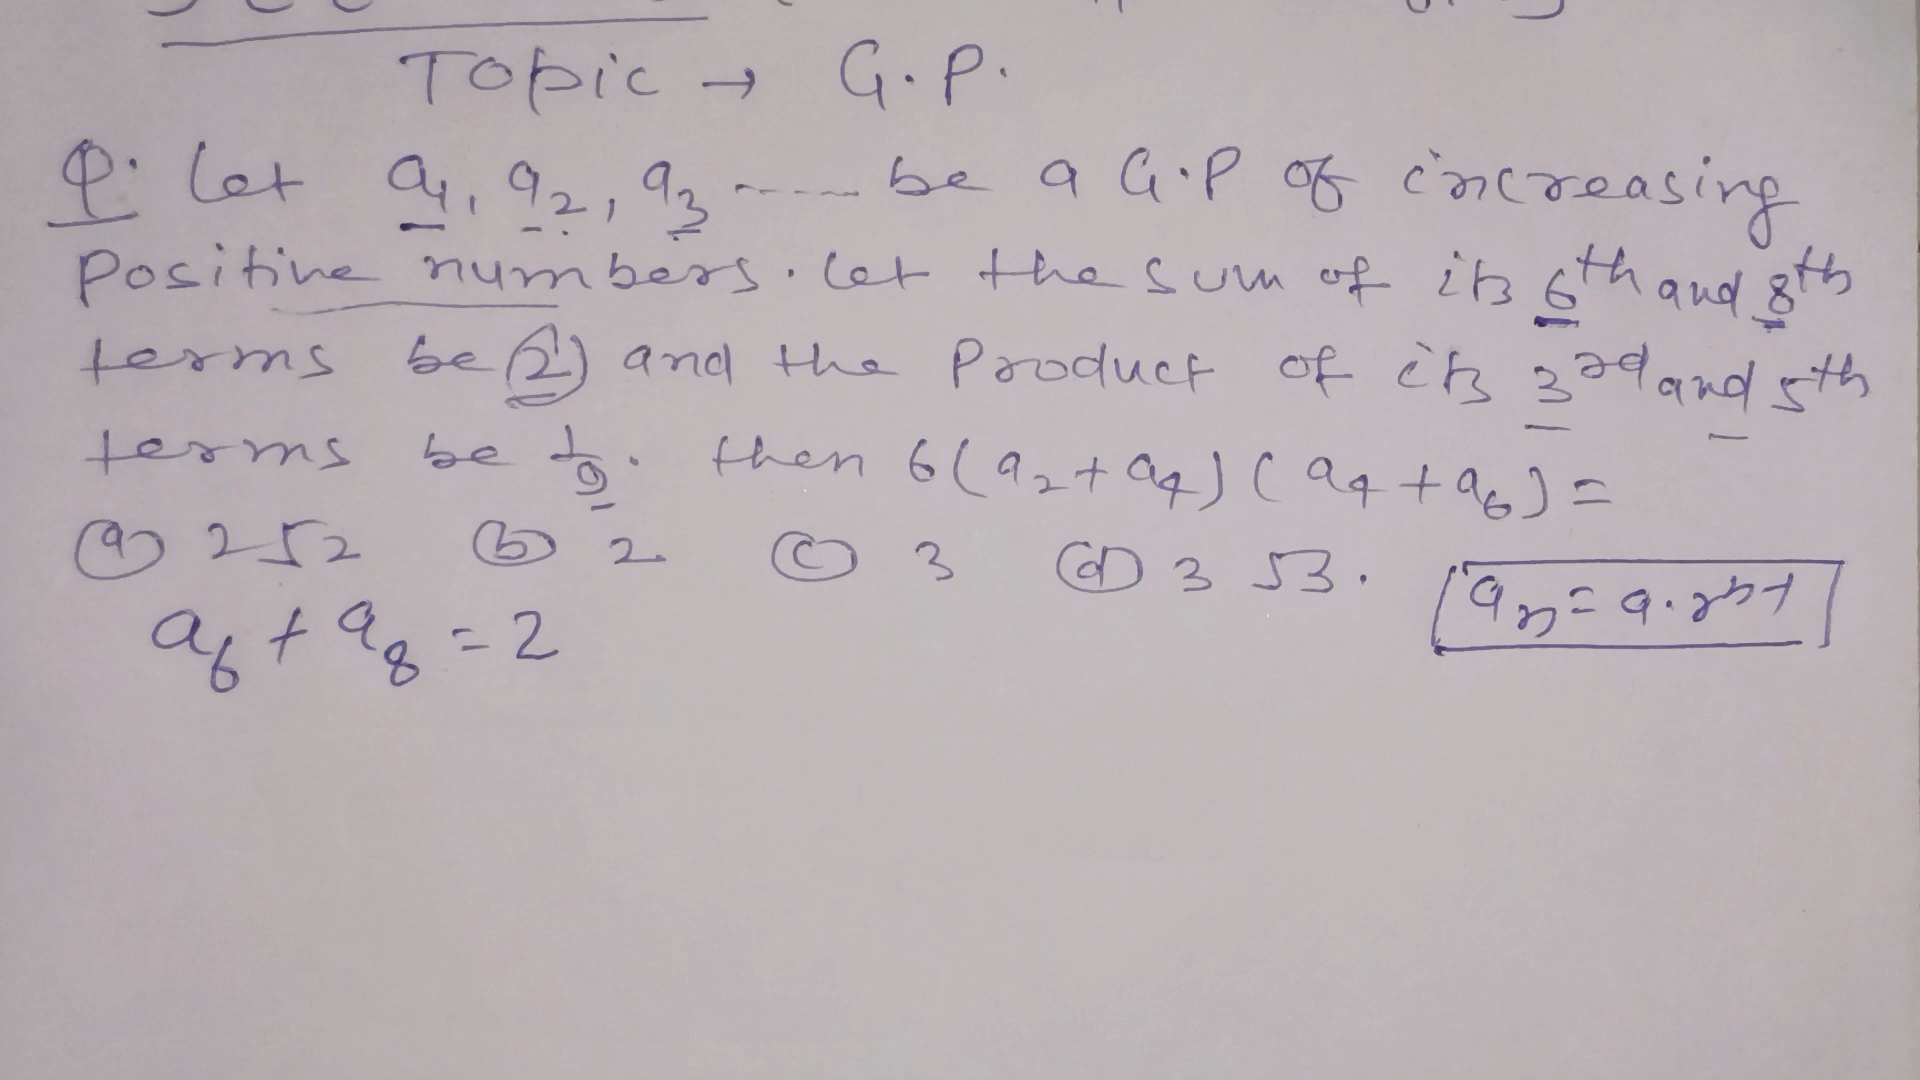 Topic → G.P.
Q. Let a₁, a₂, a₃ ----- be a G.P of increasing
Positive numbers. Let the sum of its 6th and 8th
terms be 2 and the Product of its 3rd and 5th
terms be 1/9. then 6(a₂+a₄)(a₄+a₆)=
(a) 2√2 (b) 2 (c) 3 (d) 3√3.
aₙ=a.rⁿ⁻¹
a₆+a₈=2